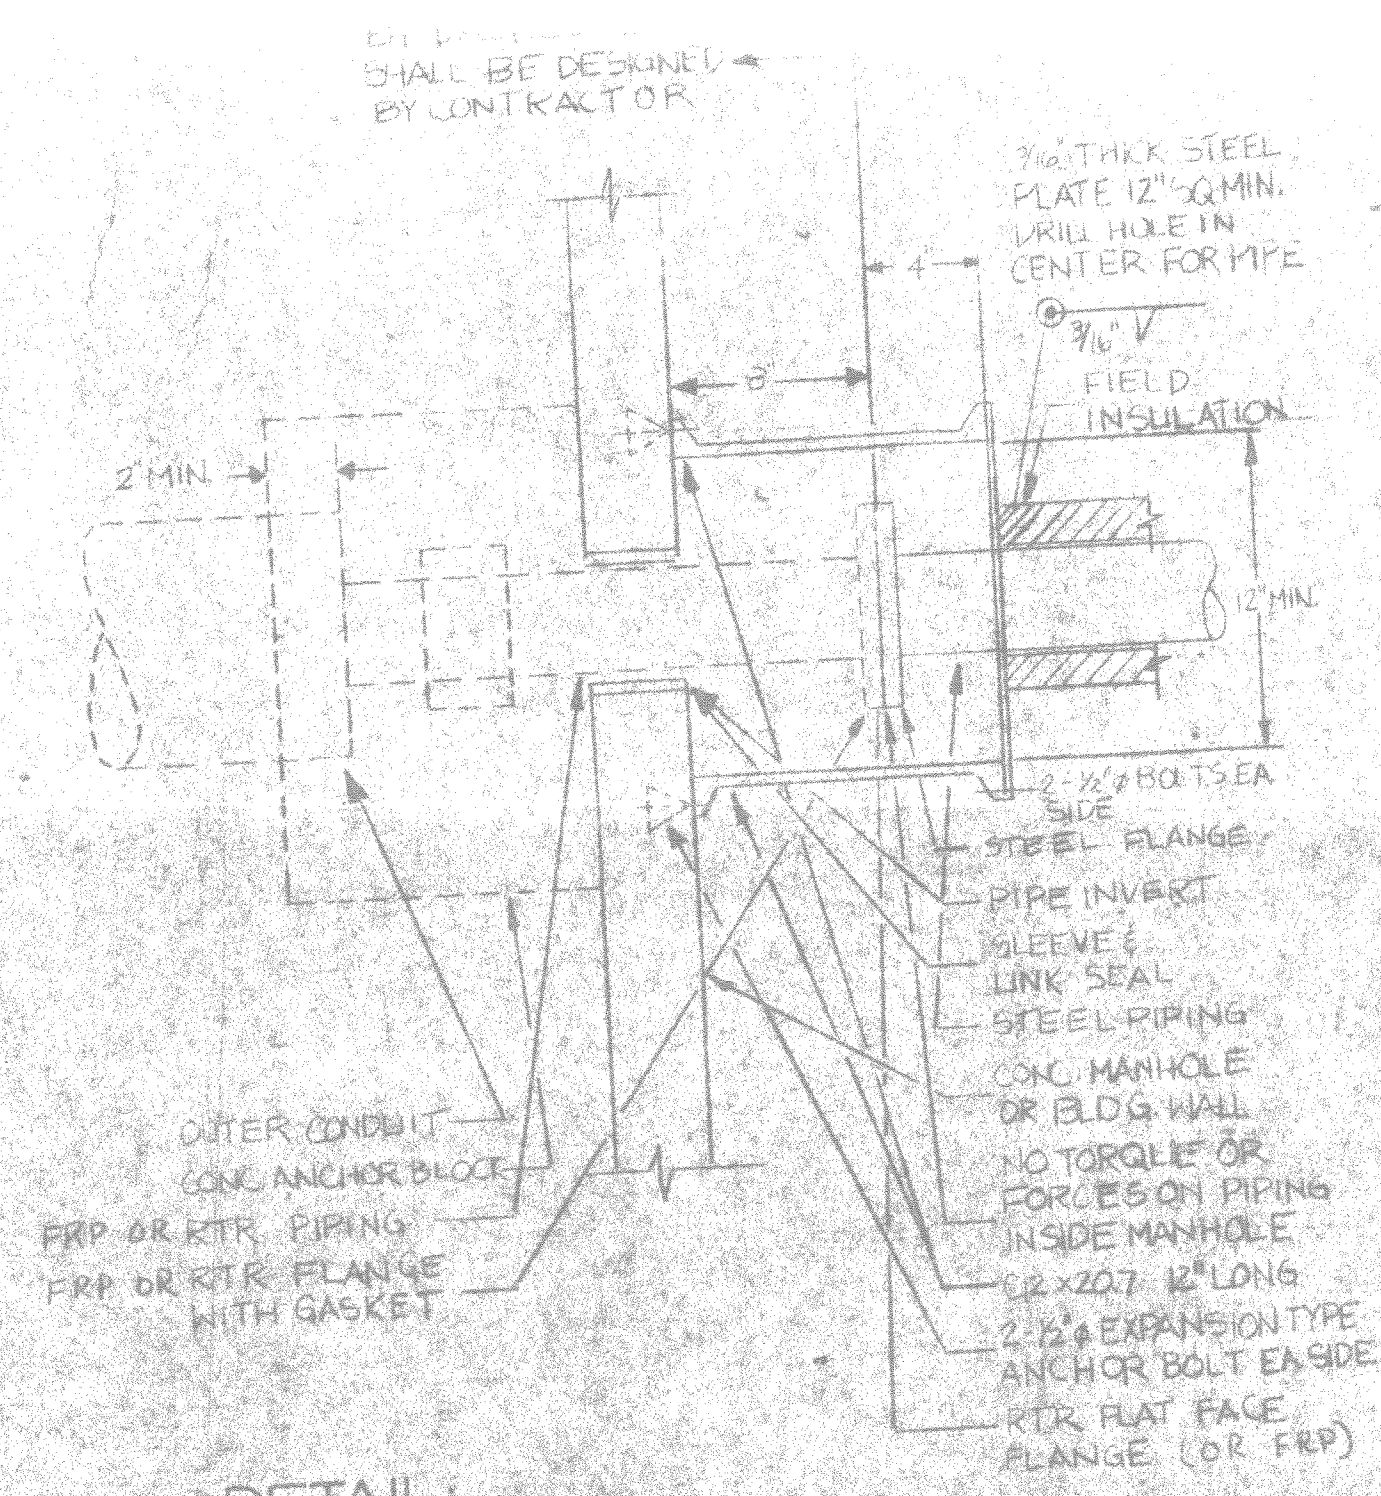 SHALL BE DESIGNED
BY CONTRACTOR
3/16" THICK STEEL
PLATE 12" SQ MIN.
DRILL HOLE IN
CENTER FOR PIPE
4"
3/16" V
8"
FIELD
INSULATION
2" MIN.
12" MIN.
2-1/2"φ BOLTS EA
SIDE
STEEL FLANGE
PIPE INVERT
SLEEVE &
LINK SEAL
STEEL PIPING
CONC MANHOLE
OR BLDG WALL
NO TORQUE OR
FORCES ON PIPING
INSIDE MANHOLE
C12 x 20.7 12" LONG
2-1/2"φ EXPANSION TYPE
ANCHOR BOLT EA SIDE
RTR FLAT FACE
FLANGE (OR FRP)
OUTER CONDUIT
CONC ANCHOR BLOCK
FRP OR RTR PIPING
FRP OR RTR FLANGE
WITH GASKET
DETAIL